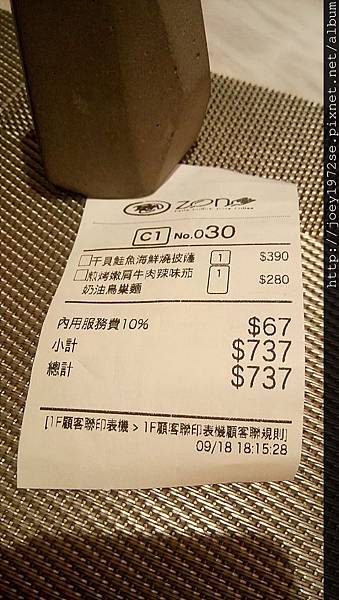 zone
C1 No.030
□干貝鮭魚海鮮燒披薩 1 $390
□煎烤嫩肩牛肉辣味茄 1 $280
奶油鳥巢麵
內用服務費10% $67
小計 $737
總計 $737
[1F顧客聯印表機 > 1F顧客聯印表機顧客聯規則]
09/18 18:15:28
http://joey1972se.pixnet.net/album